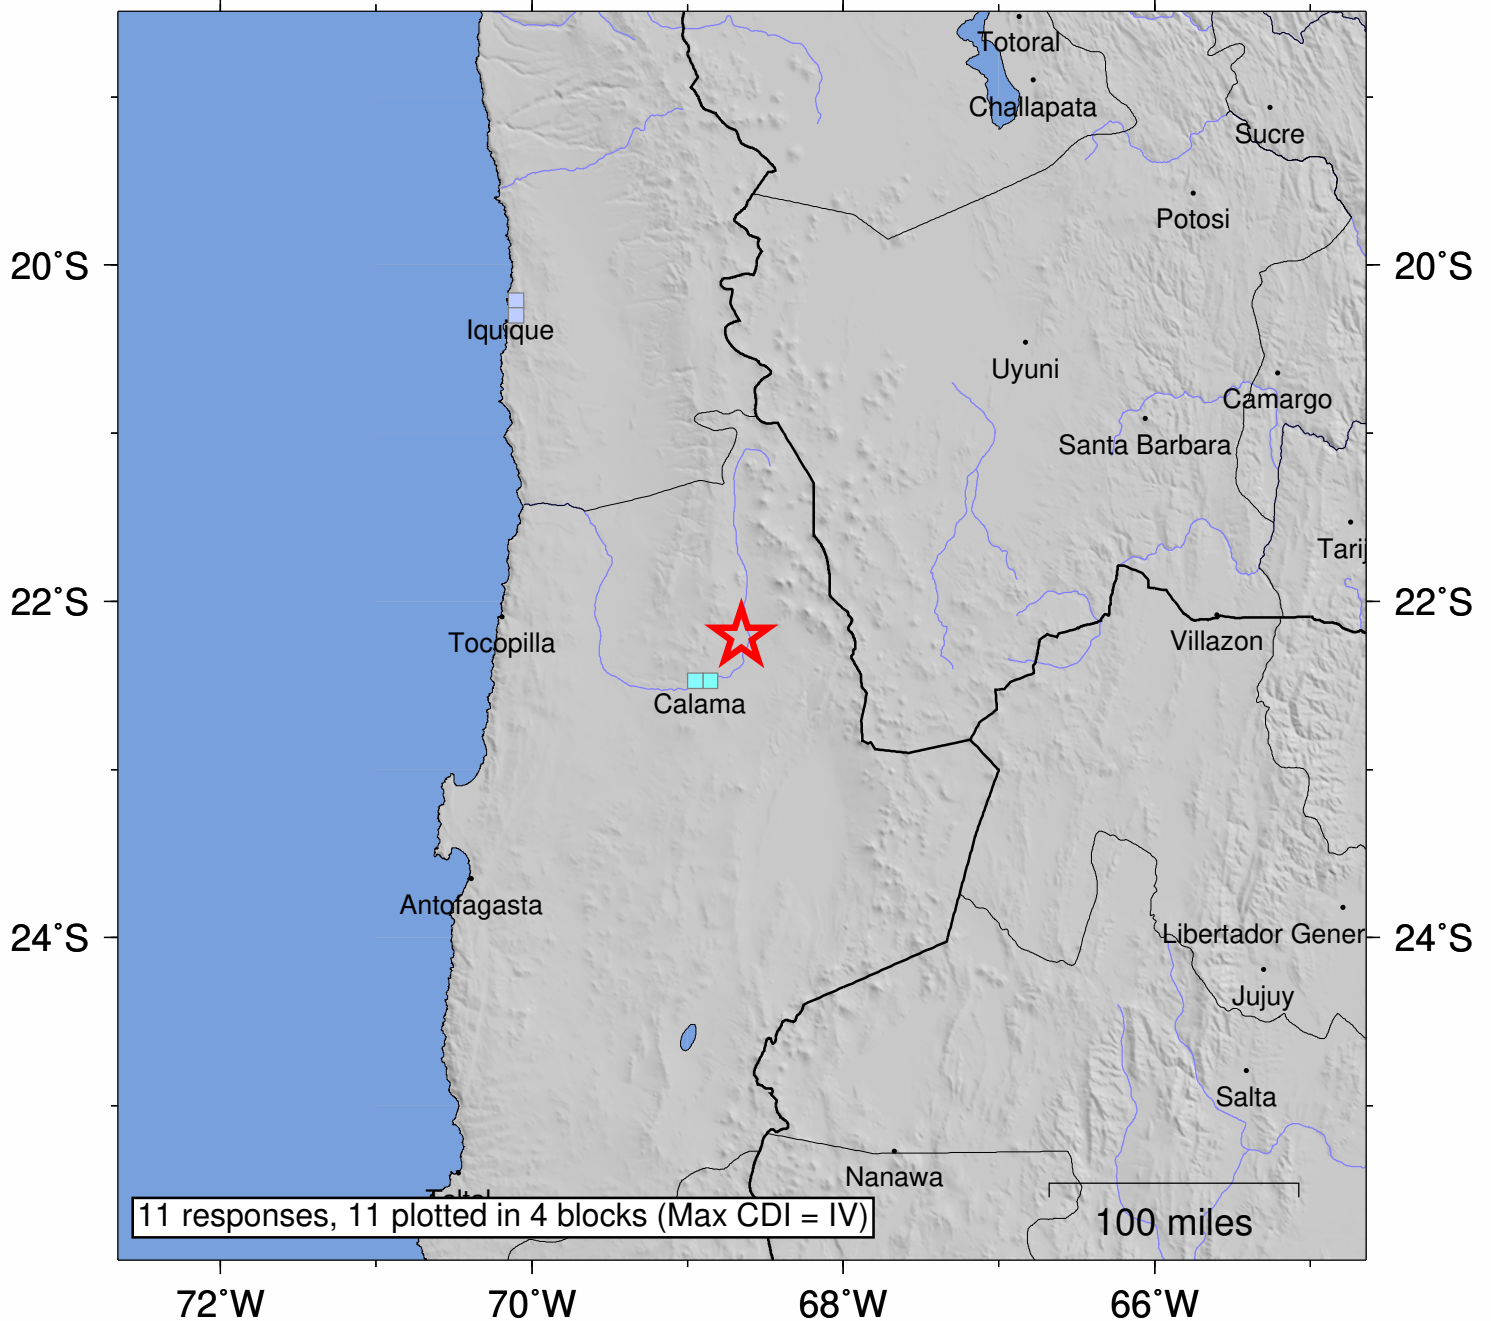 Totoral
Challapata
Sucre
Potosi
20°S
20°S
Iquique
Uyuni
Camargo
Santa Barbara
Tarij
22°S
22°S
Tocopilla
Villazon
Calama
Antofagasta
24°S
Libertador Gener
24°S
Jujuy
Salta
Nanawa
Taltal
11 responses, 11 plotted in 4 blocks (Max CDI = IV)
100 miles
72°W
70°W
68°W
66°W